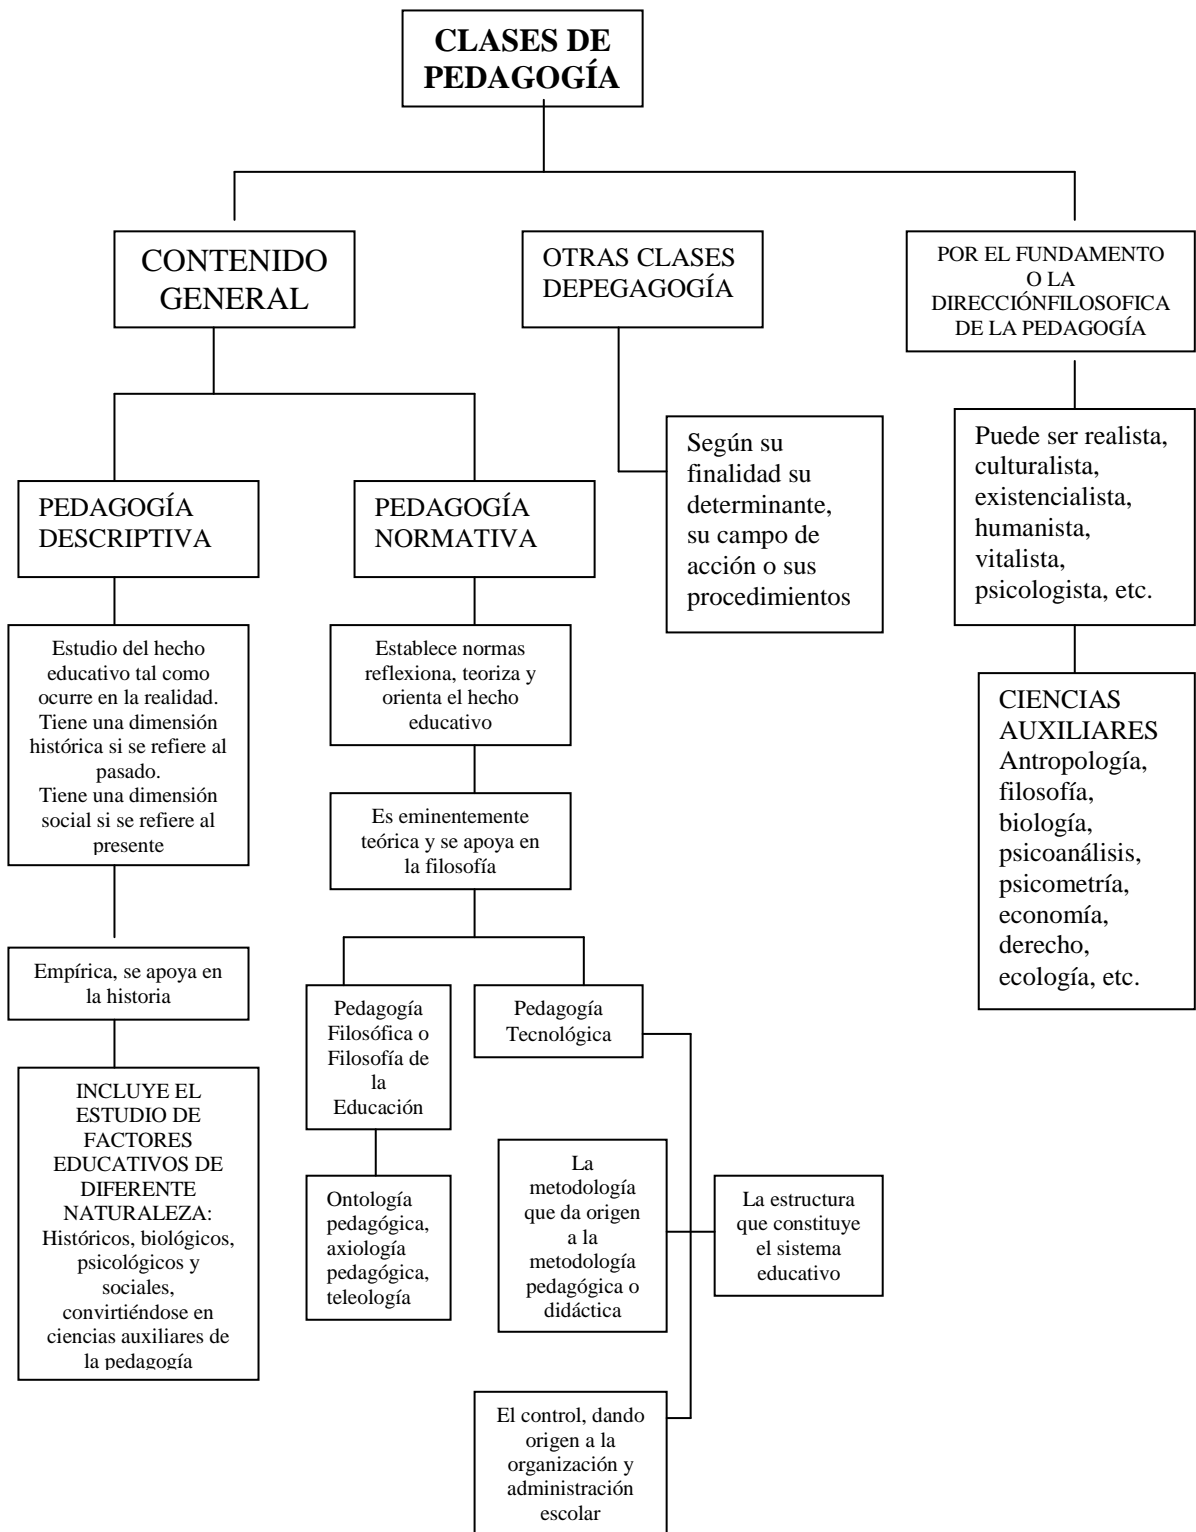 CLASES DE
PEDAGOGÍA
CONTENIDO
GENERAL
OTRAS CLASES
DEPEGAGOGÍA
POR EL FUNDAMENTO
O LA
DIRECCIÓNFILOSOFICA
DE LA PEDAGOGÍA
PEDAGOGÍA
DESCRIPTIVA
PEDAGOGÍA
NORMATIVA
Según su
finalidad su
determinante,
su campo de
acción o sus
procedimientos
Puede ser realista,
culturalista,
existencialista,
humanista,
vitalista,
psicologista, etc.
Estudio del hecho
educativo tal como
ocurre en la realidad.
Tiene una dimensión
histórica si se refiere al
pasado.
Tiene una dimensión
social si se refiere al
presente
Establece normas
reflexiona, teoriza y
orienta el hecho
educativo
CIENCIAS
AUXILIARES
Antropología,
filosofía,
biología,
psicoanálisis,
psicometría,
economía,
derecho,
ecología, etc.
Es eminentemente
teórica y se apoya en
la filosofía
Empírica, se apoya en
la historia
Pedagogía
Filosófica o
Filosofía de
la
Educación
Pedagogía
Tecnológica
INCLUYE EL
ESTUDIO DE
FACTORES
EDUCATIVOS DE
DIFERENTE
NATURALEZA:
Históricos, biológicos,
psicológicos y
sociales,
convirtiéndose en
ciencias auxiliares de
la pedagogía
Ontología
pedagógica,
axiología
pedagógica,
teleología
La
metodología
que da origen
a la
metodología
pedagógica o
didáctica
La estructura
que constituye
el sistema
educativo
El control, dando
origen a la
organización y
administración
escolar